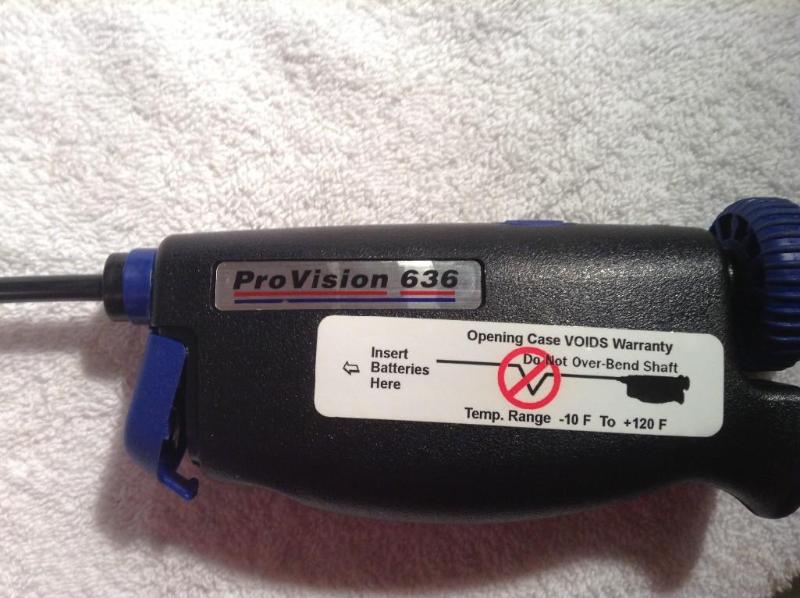 ProVision 636
Opening Case VOIDS Warranty
Insert
Batteries
Here
Do Not Over-Bend Shaft
Temp. Range -10 F To +120 F